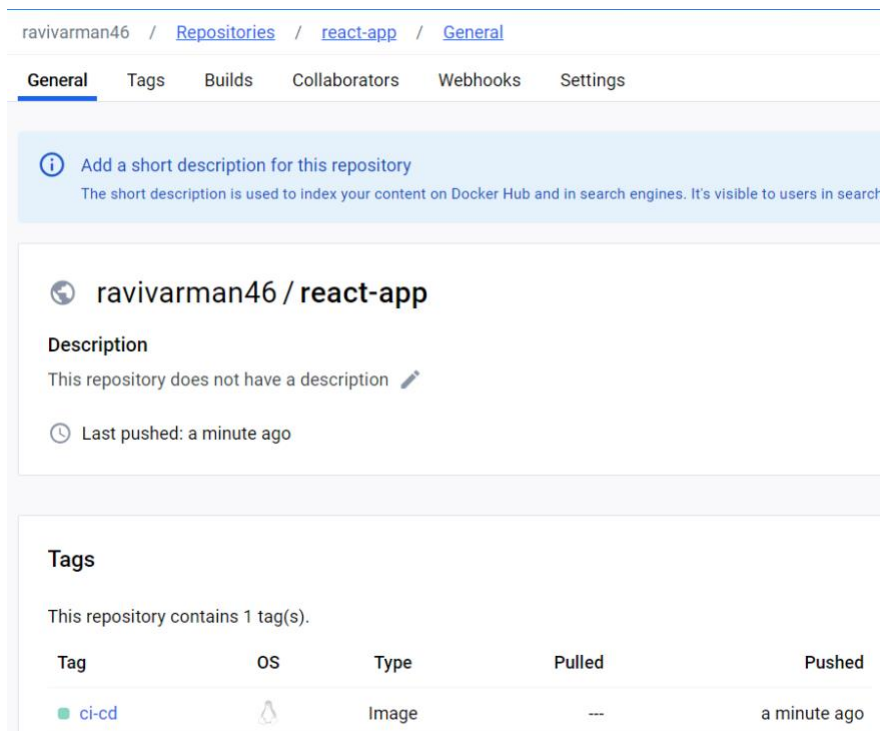 ravivarman46 / Repositories / react-app / General
General Tags Builds Collaborators Webhooks Settings
Add a short description for this repository
The short description is used to index your content on Docker Hub and in search engines. It's visible to users in search
ravivarman46 / react-app
Description
This repository does not have a description
Last pushed: a minute ago
Tags
This repository contains 1 tag(s).
Tag OS Type Pulled Pushed
ci-cd Image --- a minute ago